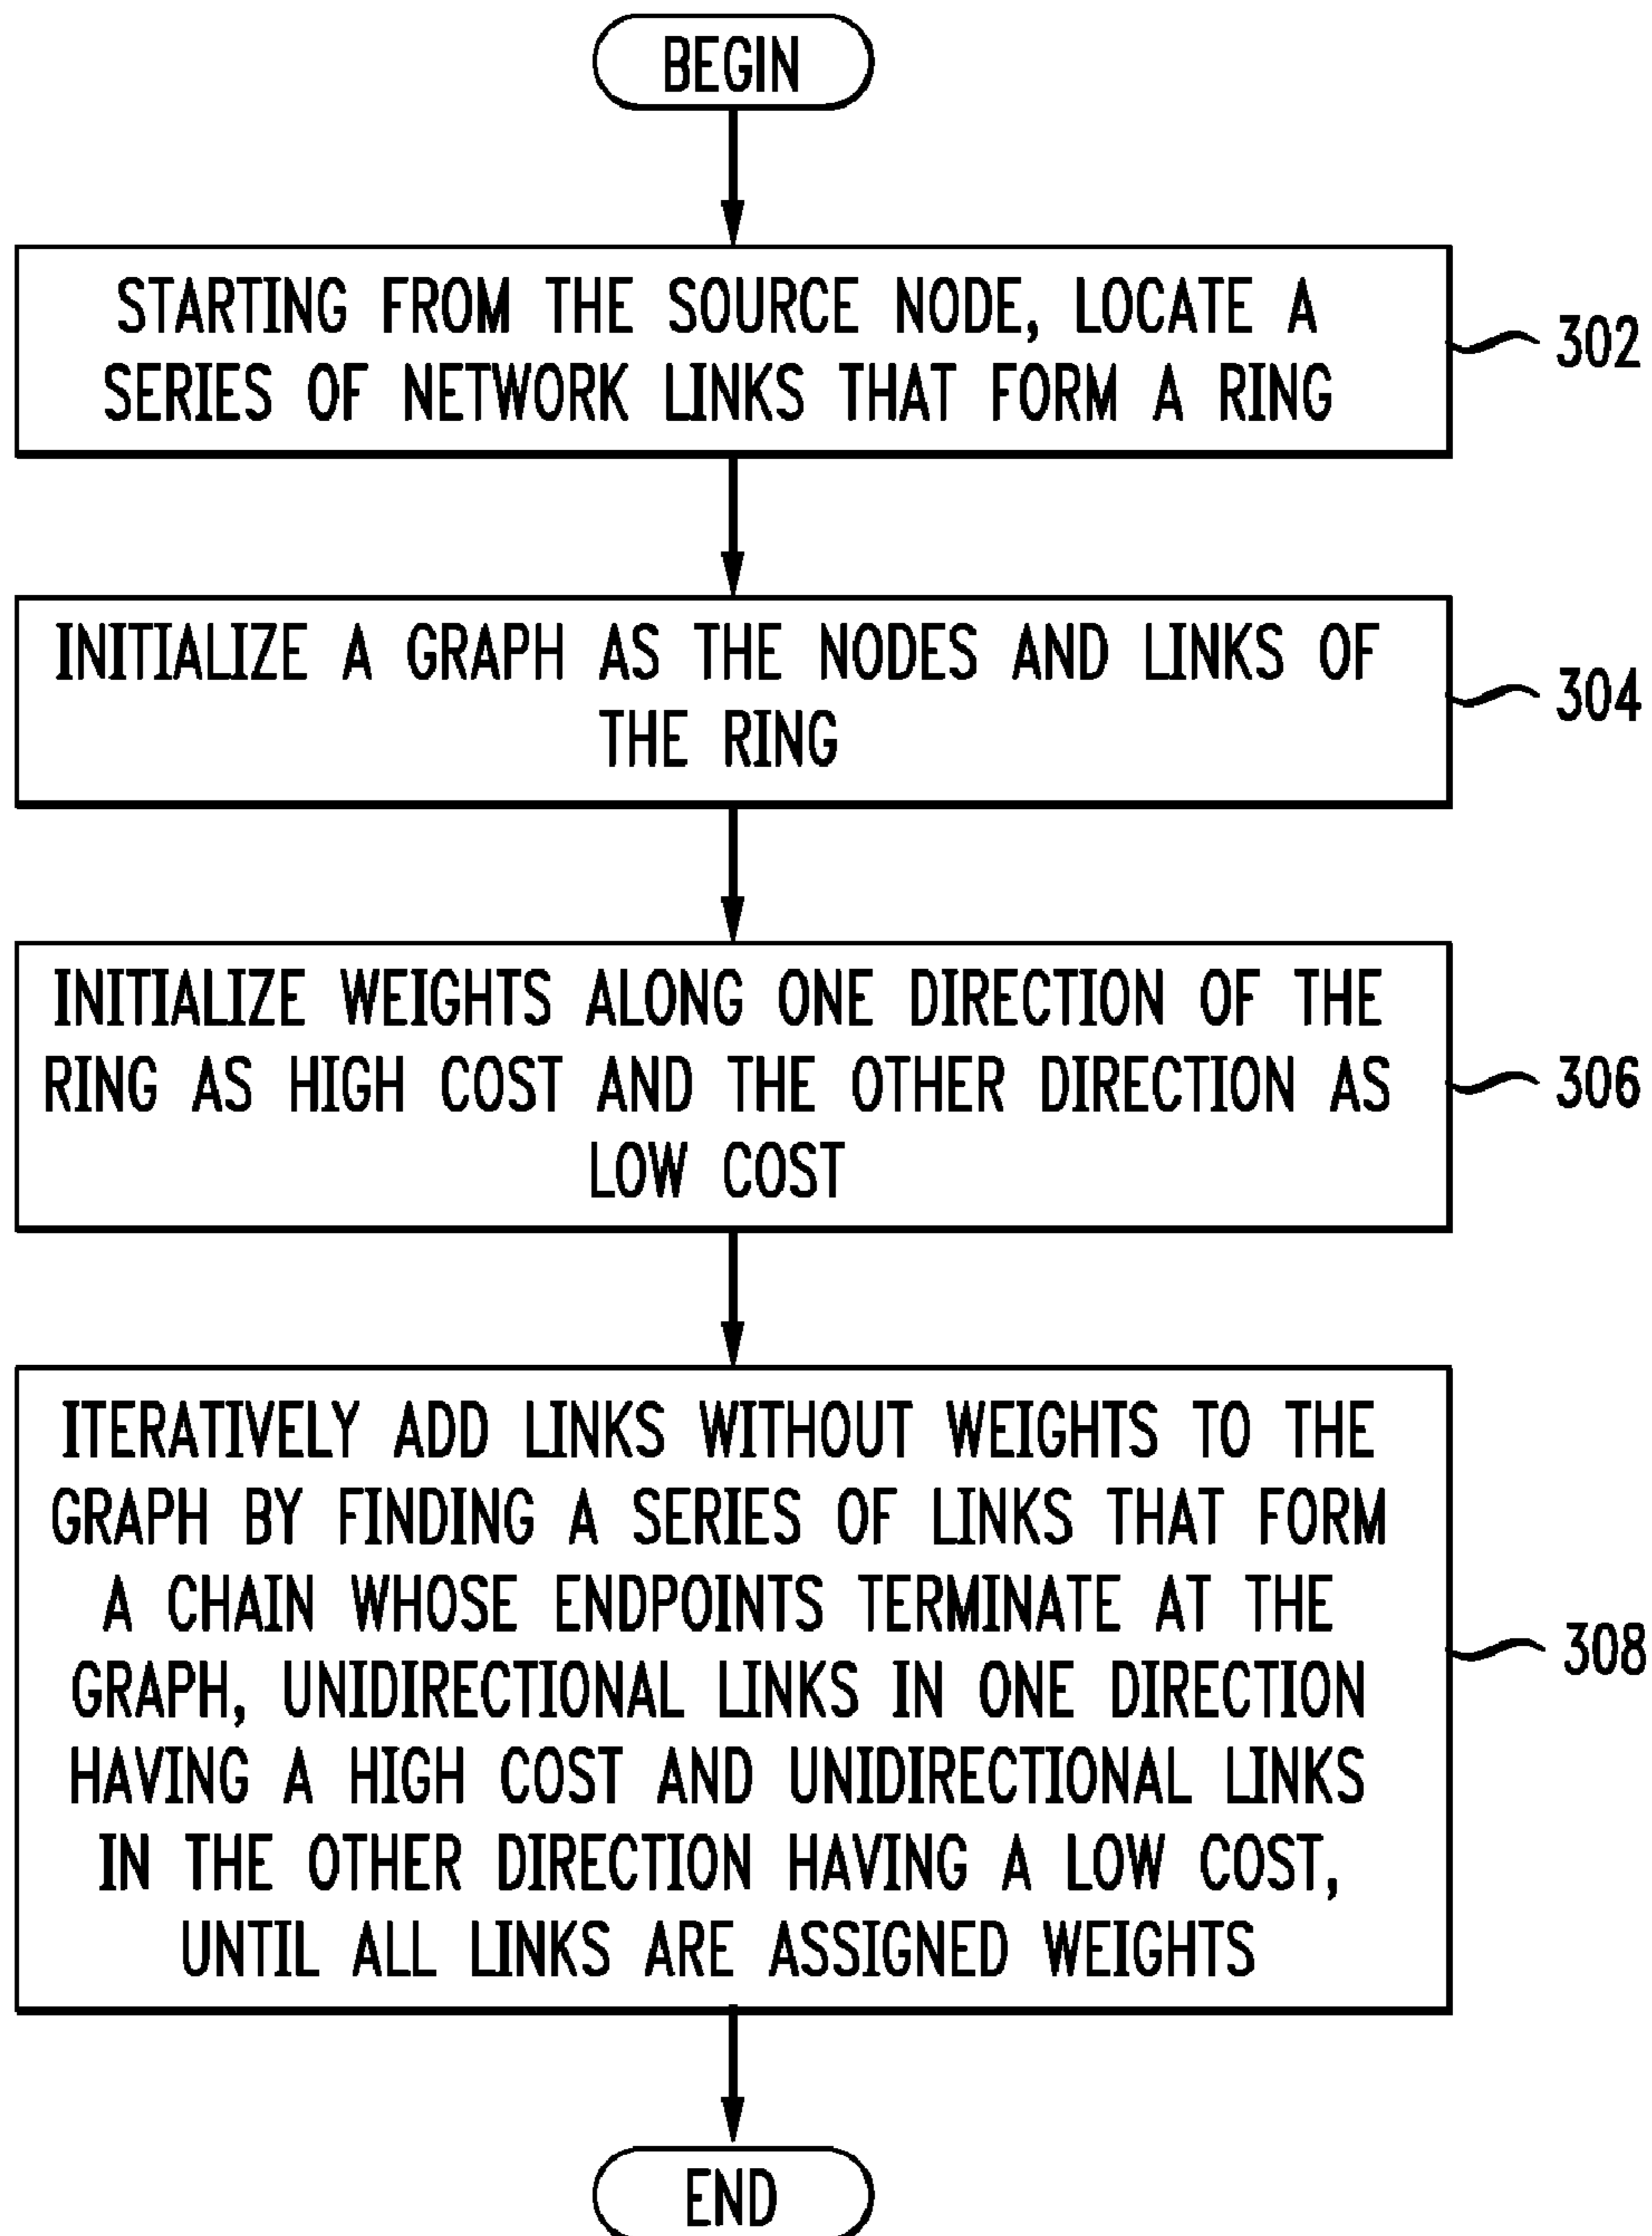 BEGIN
STARTING FROM THE SOURCE NODE, LOCATE A
SERIES OF NETWORK LINKS THAT FORM A RING
302
INITIALIZE A GRAPH AS THE NODES AND LINKS OF
THE RING
304
INITIALIZE WEIGHTS ALONG ONE DIRECTION OF THE
RING AS HIGH COST AND THE OTHER DIRECTION AS
LOW COST
306
ITERATIVELY ADD LINKS WITHOUT WEIGHTS TO THE
GRAPH BY FINDING A SERIES OF LINKS THAT FORM
A CHAIN WHOSE ENDPOINTS TERMINATE AT THE
GRAPH, UNIDIRECTIONAL LINKS IN ONE DIRECTION
HAVING A HIGH COST AND UNIDIRECTIONAL LINKS
IN THE OTHER DIRECTION HAVING A LOW COST,
UNTIL ALL LINKS ARE ASSIGNED WEIGHTS
308
END